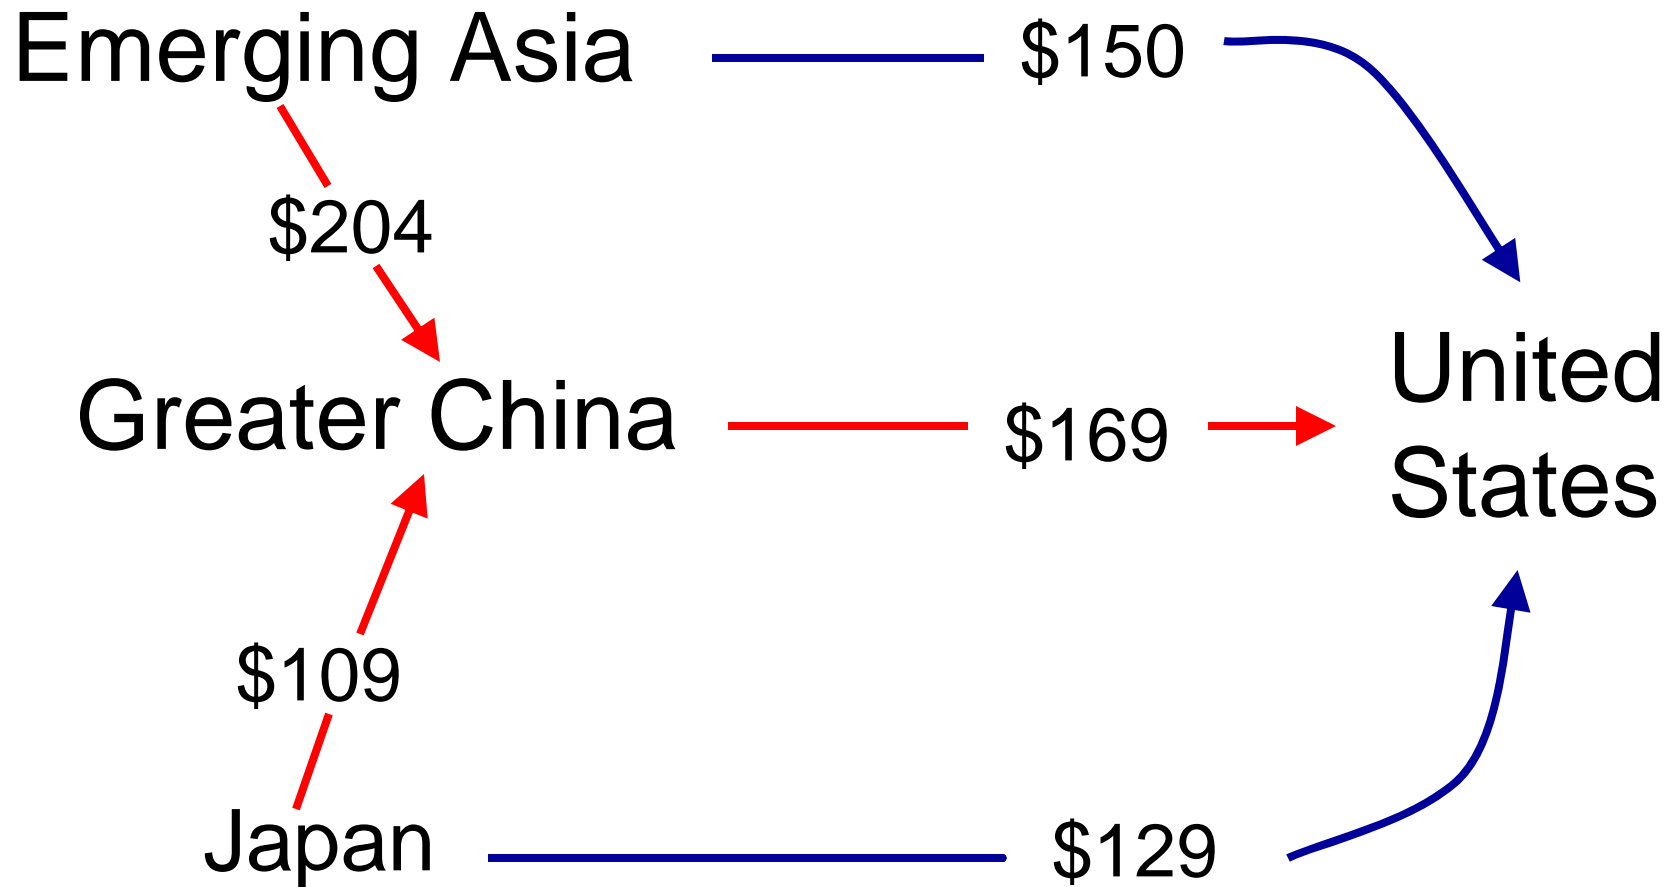 Emerging Asia
$150
$204
United
Greater China
$169
States
$109
Japan
$129